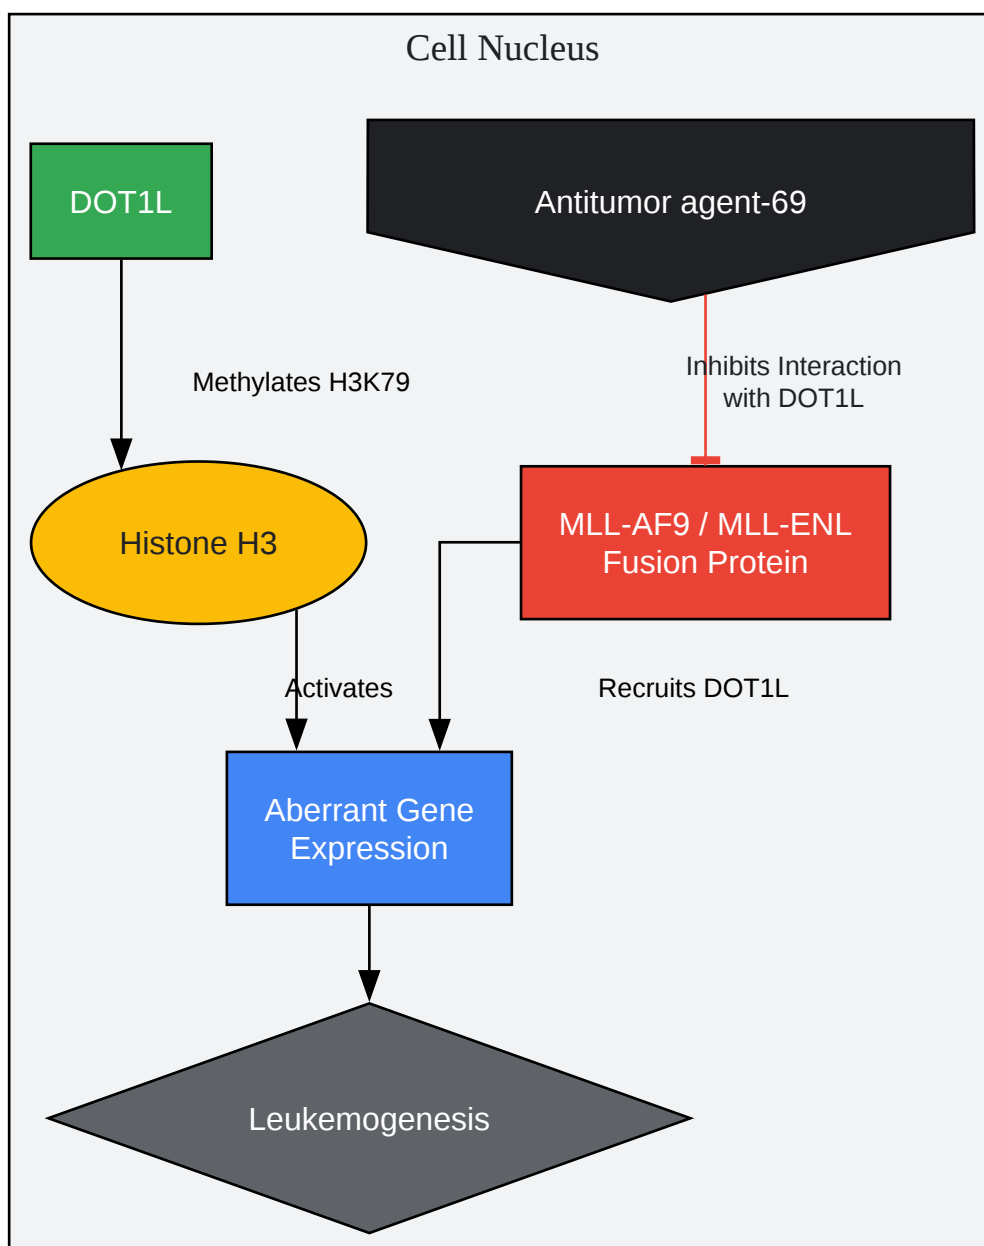 Cell Nucleus
DOT1L
Antitumor agent-69
Methylates H3K79
Inhibits Interaction
with DOT1L
Histone H3
MLL-AF9 / MLL-ENL
Fusion Protein
Activates
Recruits DOT1L
Aberrant Gene
Expression
Leukemogenesis